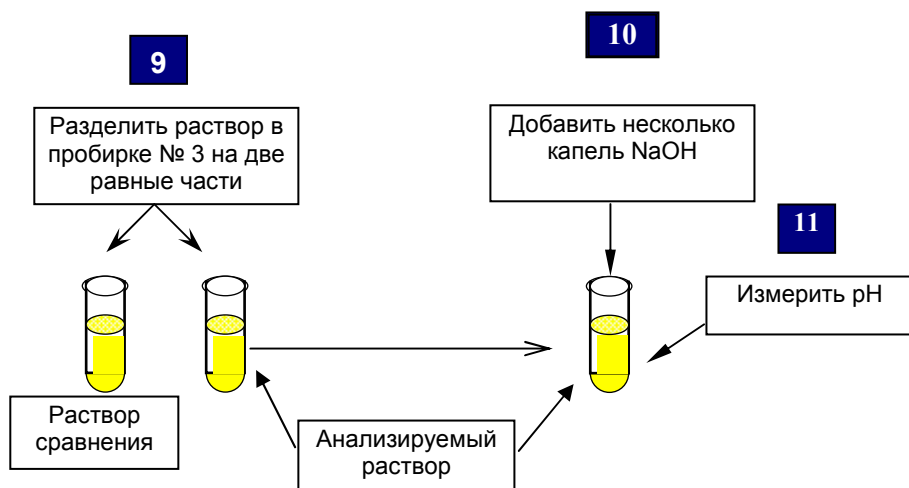 9
Разделить раствор в
пробирке № 3 на две
равные части
10
Добавить несколько
капель NaOH
11
Измерить pH
Раствор
сравнения
Анализируемый
раствор